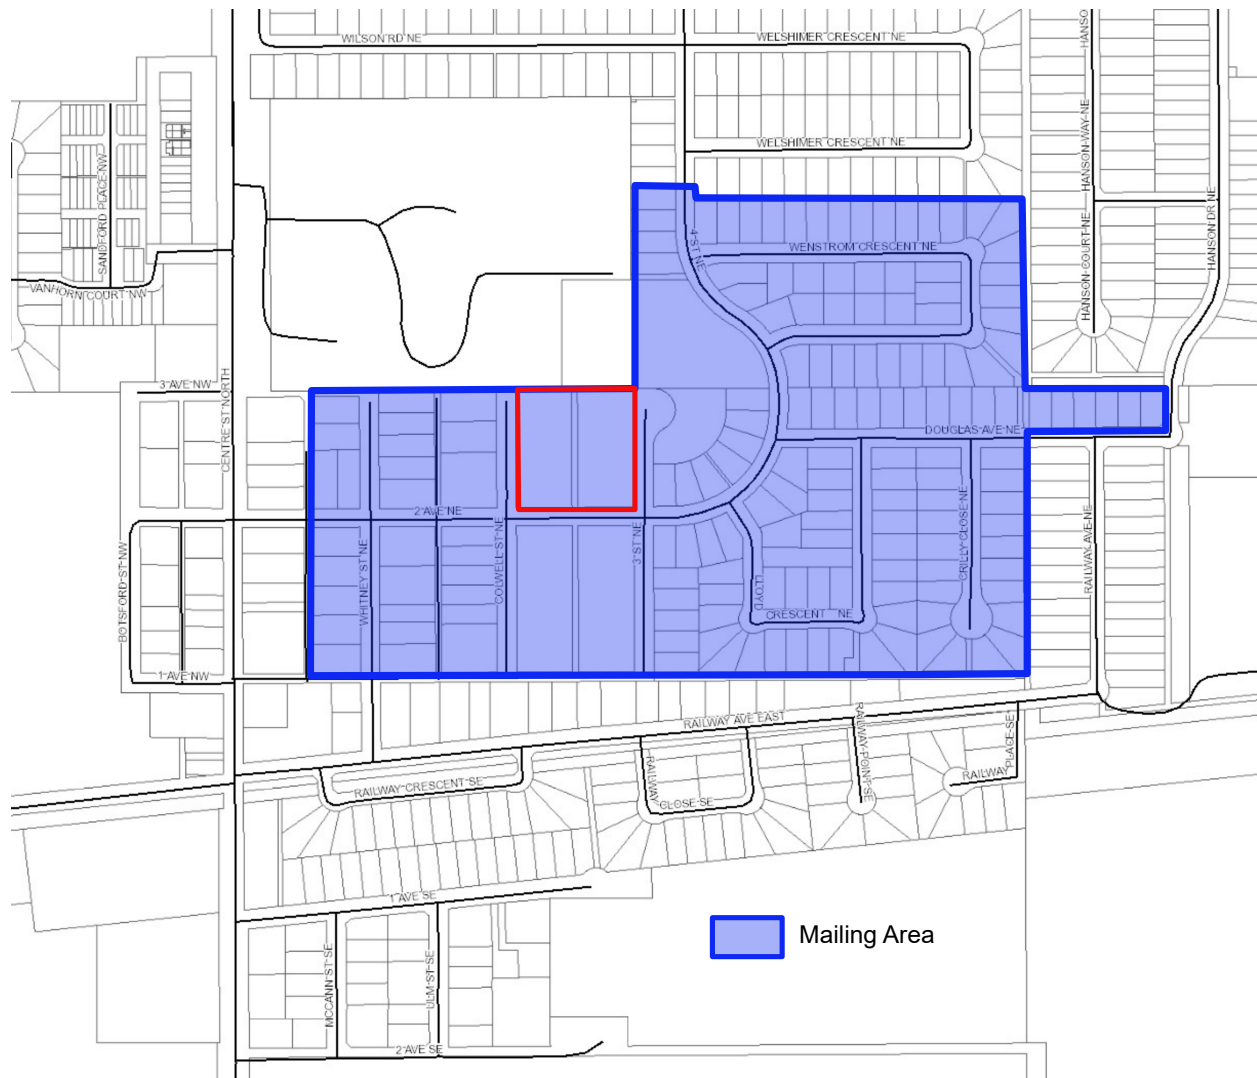 WILSON RD NE
WELSHIMER CRESCENT NE
HANSO
HANSON WAY NE
WELSHIMER CRESCENT NE
SANDFORD PLACE NW
HANSON DR NE
4 ST NE
WENSTROM CRESCENT NE
HANSON COURT NE
VANHORN COURT NW
3 AVE NW
CENTRE ST NORTH
DOUGLAS AVE NE
2 AVE NE
BOTSFORD ST NW
WHITNEY ST NE
COLWELL ST NE
3 ST NE
CRILLY CLOSE NE
RAILWAY AVE NE
LLOYD
CRESCENT NE
1 AVE NW
RAILWAY AVE EAST
RAILWAY POINT SE
PLACE SE
RAILWAY
RAILWAY CRESCENT SE
RAILWAY
CLOSE SE
1 AVE SE
Mailing Area
MCCANN ST SE
ULM ST SE
2 AVE SE